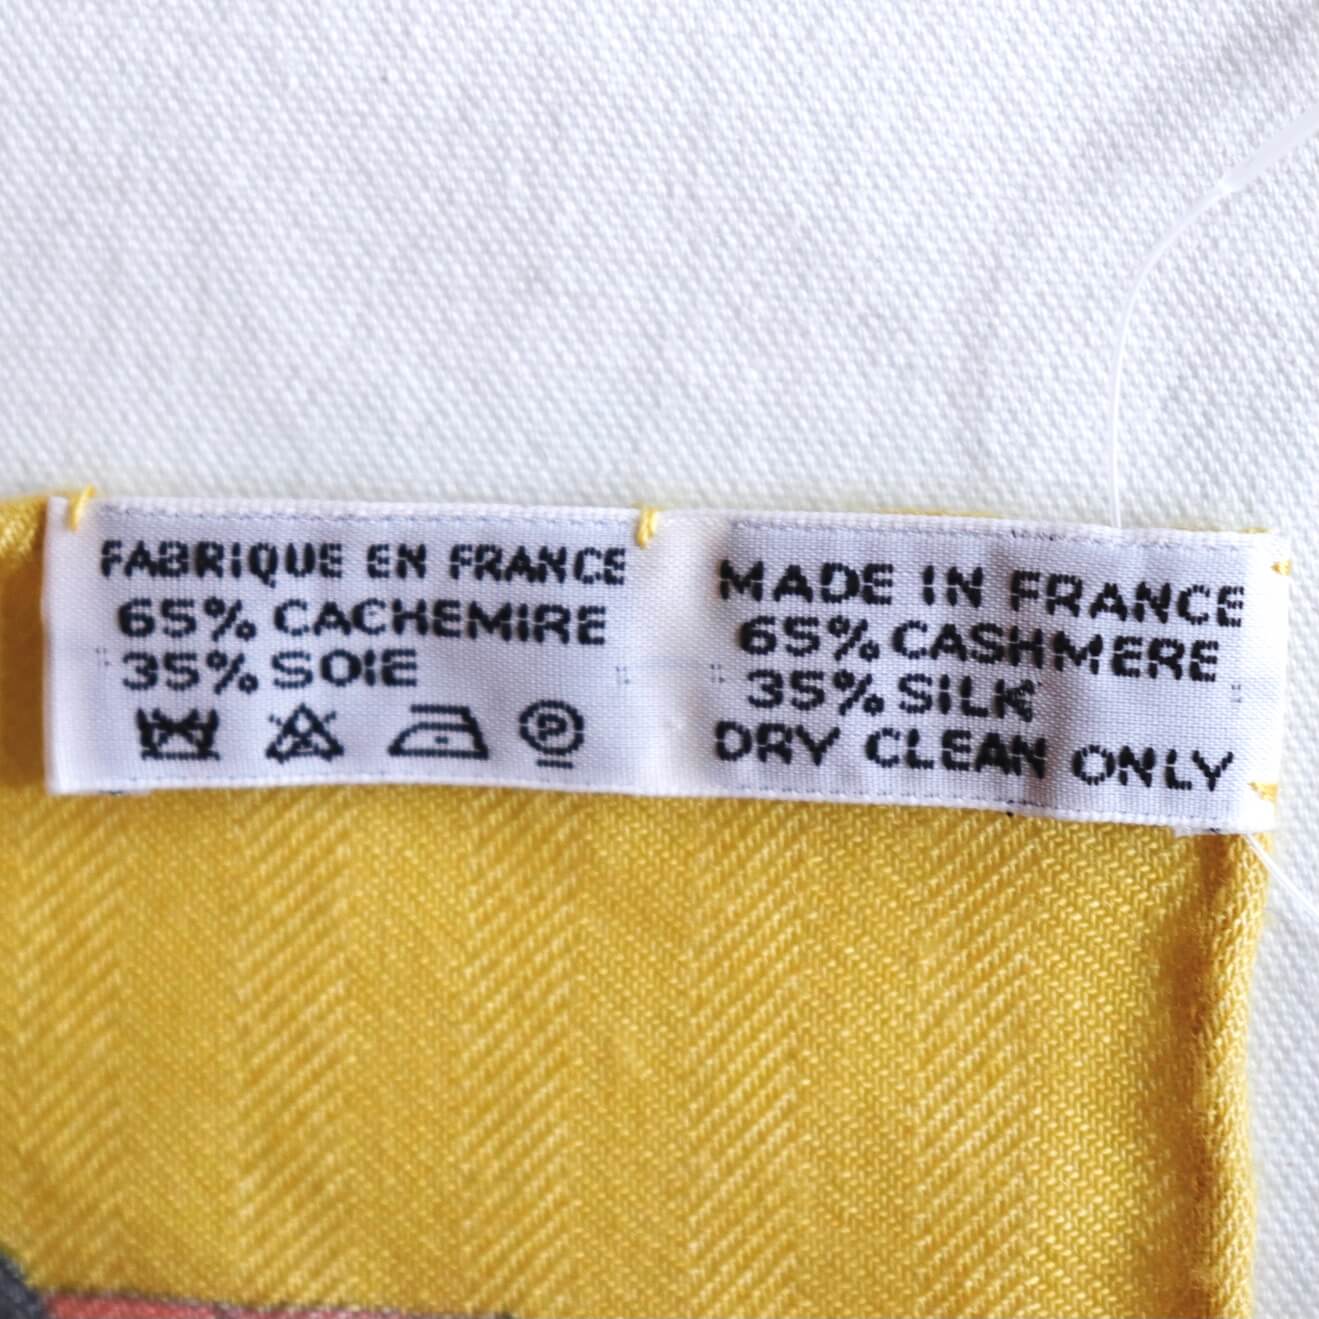 FABRIQUE EN FRANCE
65% CACHEMIRE
35% SOIE
P
MADE IN FRANCE
65% CASHMERE
35% SILK
DRY CLEAN ONLY